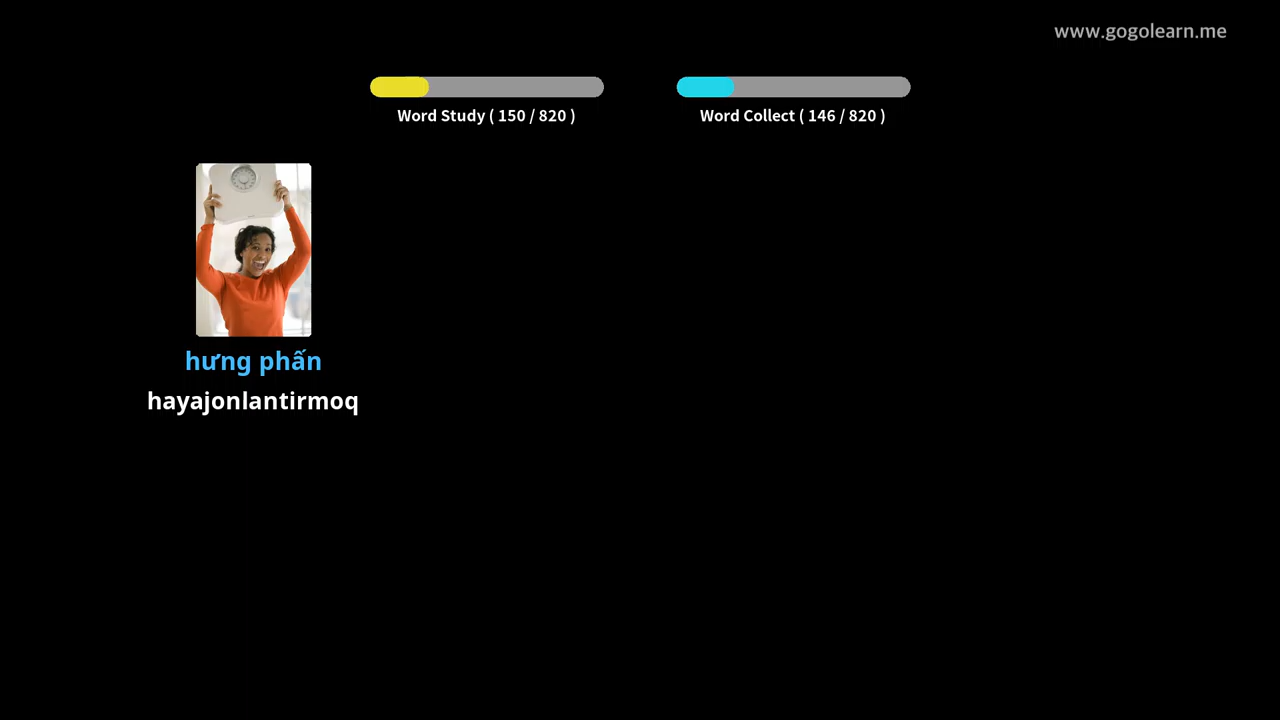 www.gogolearn.me
Word Study ( 150 / 820 )
Word Collect ( 146 / 820 )
hưng phấn
hayajonlantirmoq